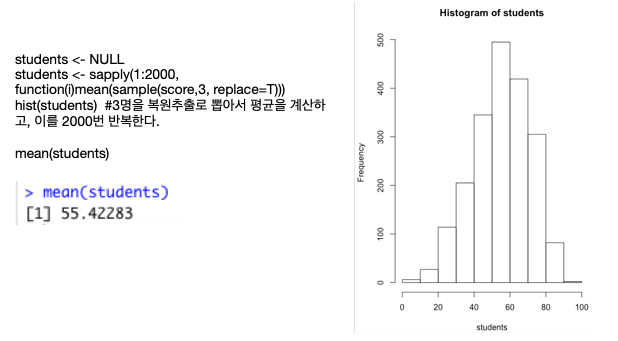 students <- NULL
students <- sapply(1:2000,
function(i)mean(sample(score,3, replace=T)))
hist(students)  #3명을 복원추출로 뽑아서 평균을 계산하
고, 이를 2000번 반복한다.
mean(students)
> mean(students)
[1] 55.42283
Histogram of students
Frequency
500
400
300
200
100
0
0 20 40 60 80 100
students